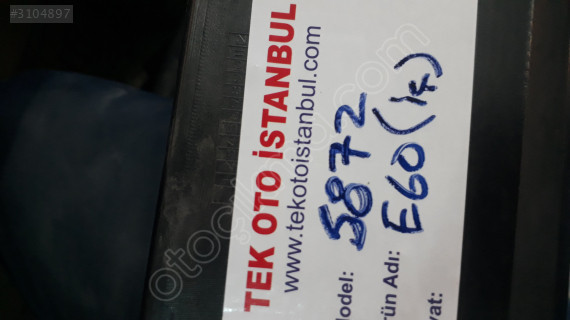 #3104897
TEK OTO İSTANBUL
www.tekotoistanbul.com
odel: 5872
rün Adı: E60 (İç)
yat: